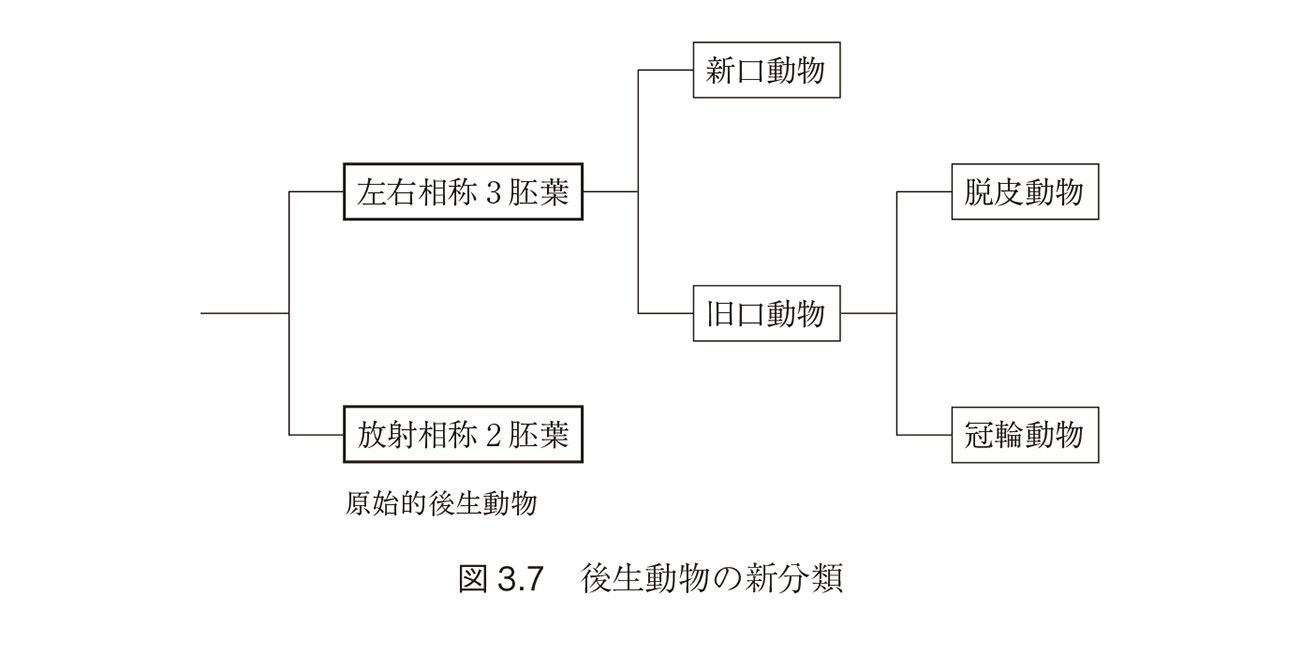 新口動物
左右相称3胚葉
脱皮動物
旧口動物
放射相称2胚葉
冠輪動物
原始的後生動物
図3.7 後生動物の新分類